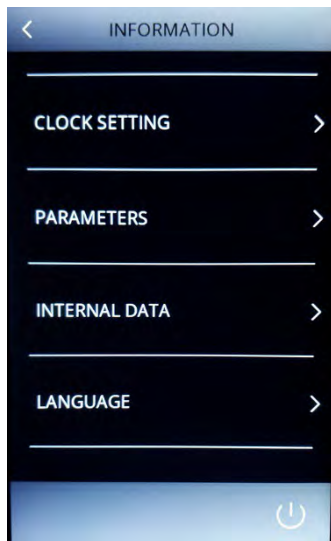 INFORMATION
CLOCK SETTING
PARAMETERS
INTERNAL DATA
LANGUAGE